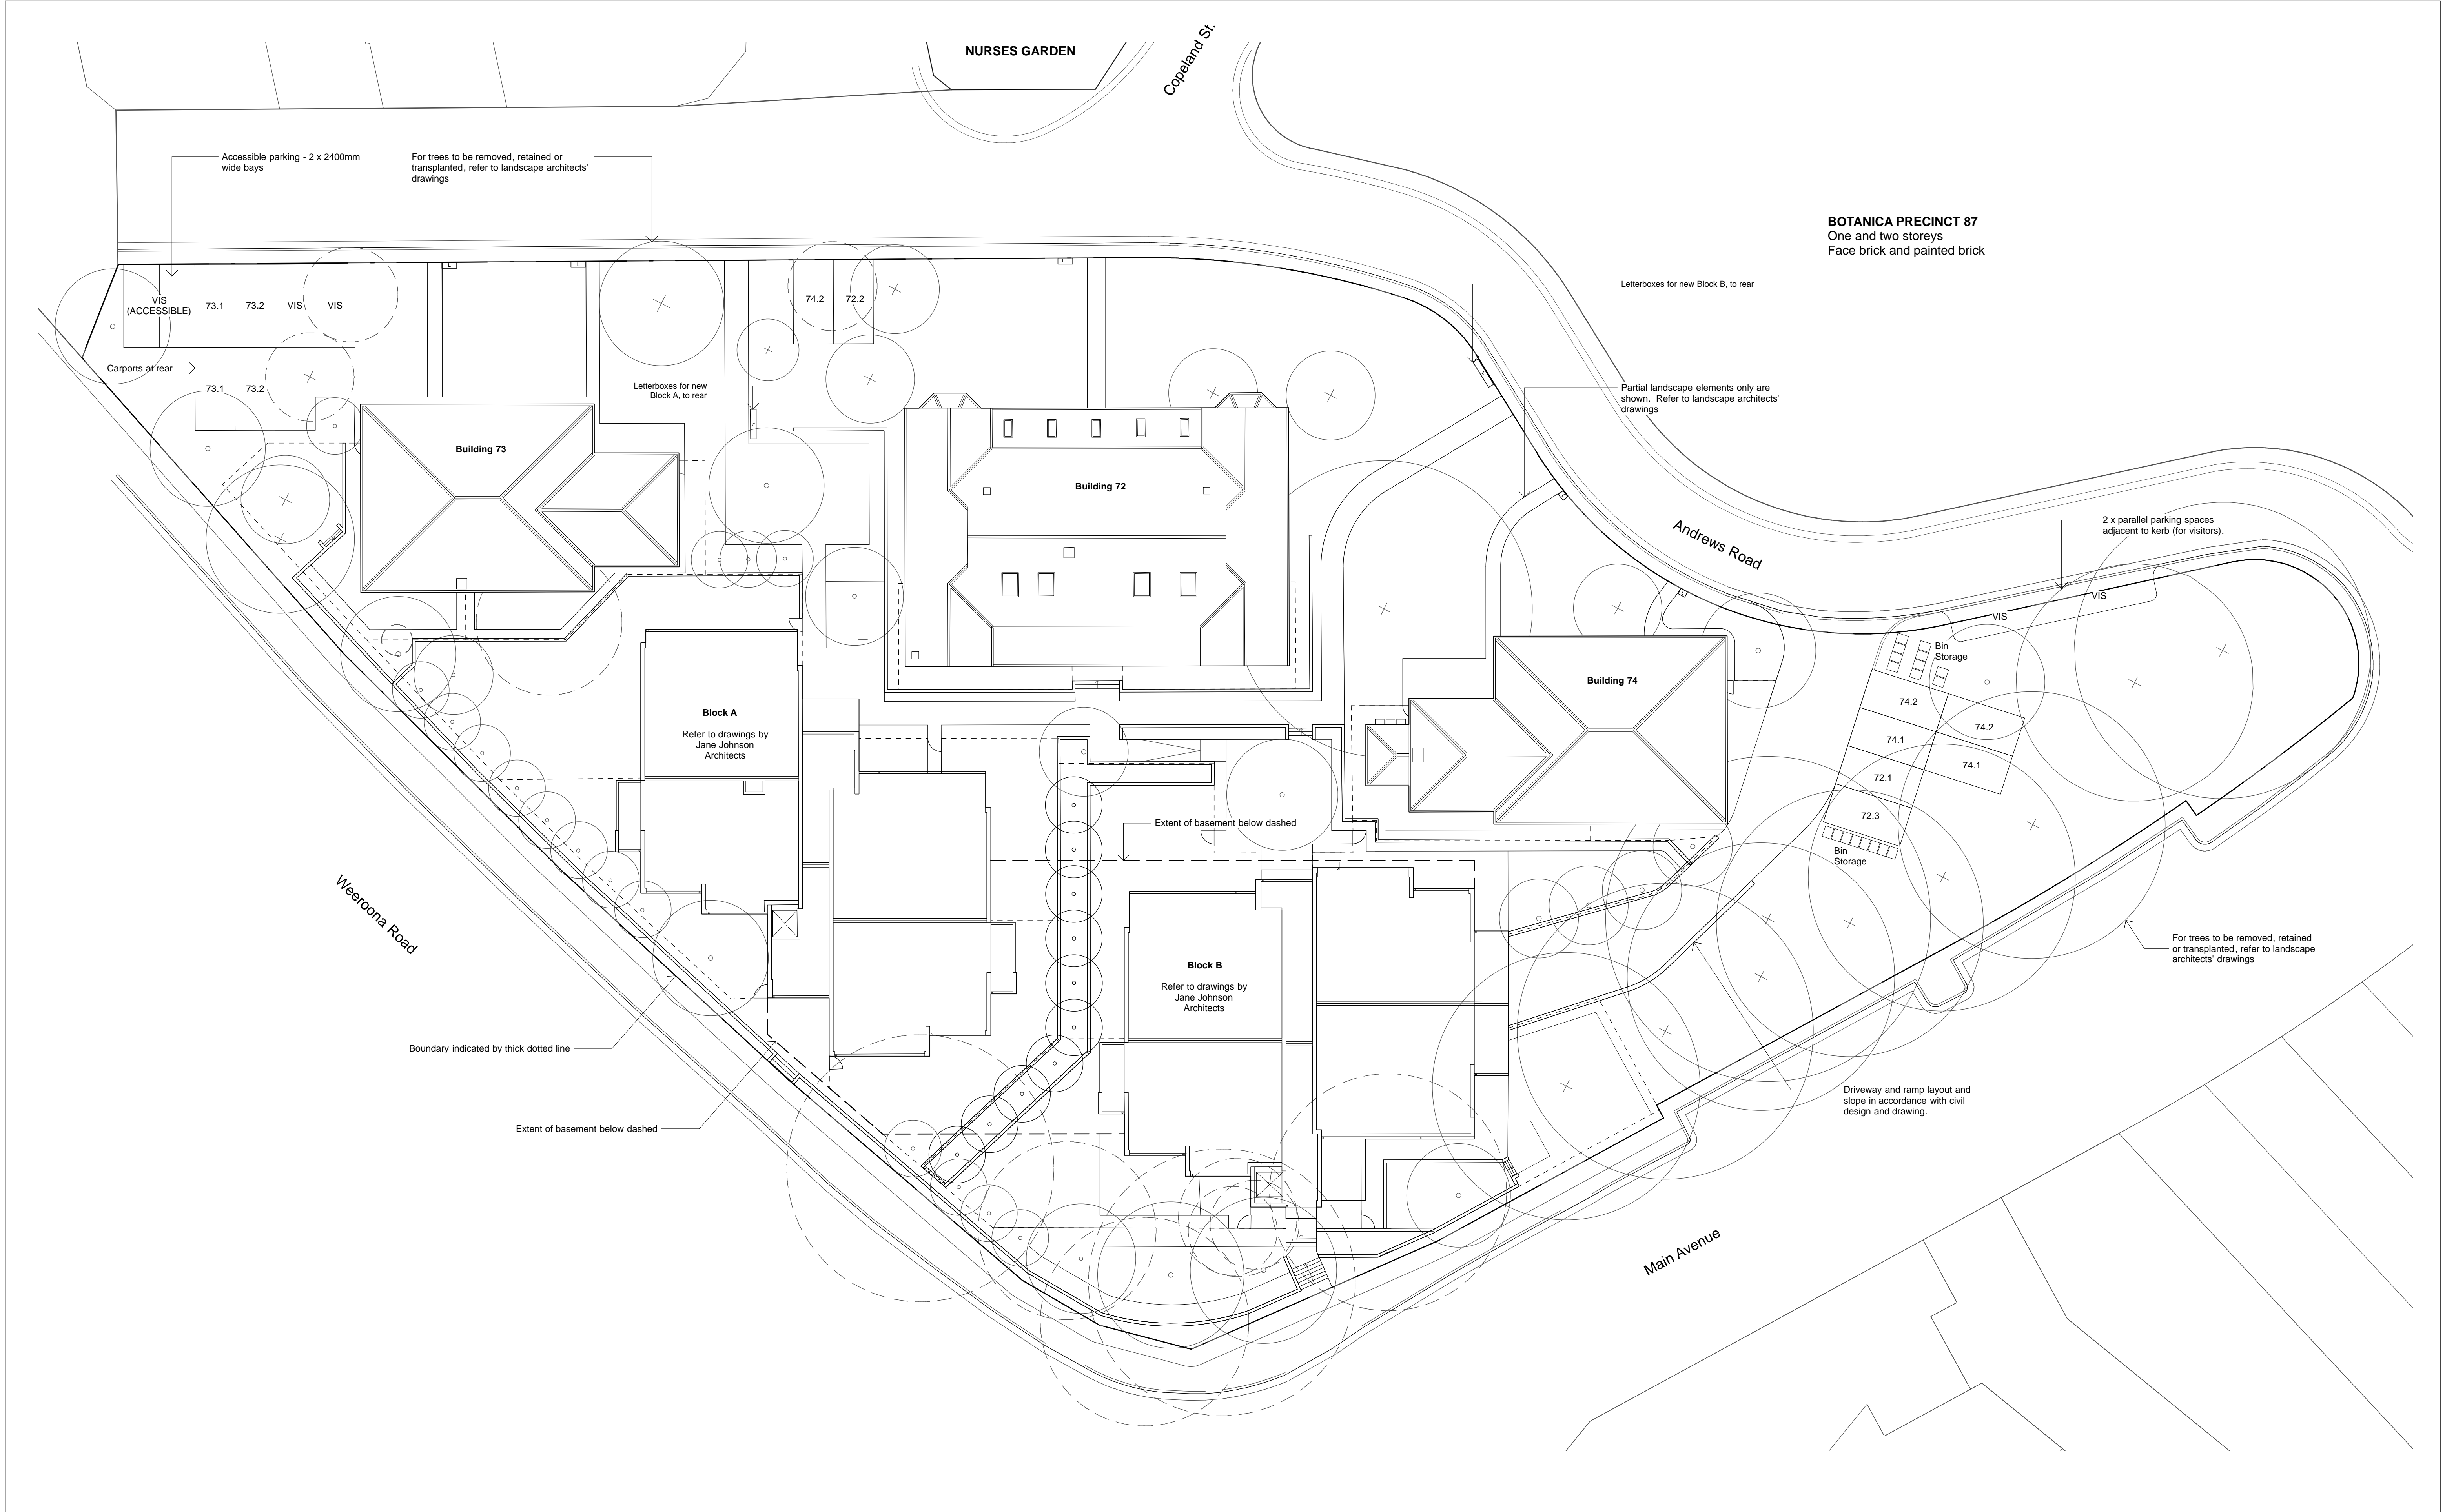 NURSES GARDEN
Copeland St.
Accessible parking - 2 x 2400mm
wide bays
For trees to be removed, retained or
transplanted, refer to landscape architects'
drawings
BOTANICA PRECINCT 87
One and two storeys
Face brick and painted brick
L
L
L
VIS
(ACCESSIBLE)
73.1
73.2
VIS
VIS
74.2
72.2
Letterboxes for new Block B, to rear
Carports at rear
73.1
73.2
Letterboxes for new
Block A, to rear
L
L
Partial landscape elements only are
shown. Refer to landscape architects'
drawings
Building 73
Building 72
L
Andrews Road
2 x parallel parking spaces
adjacent to kerb (for visitors).
L
VIS
VIS
Bin
Storage
Building 74
Block A
Refer to drawings by
Jane Johnson
Architects
74.2
74.2
74.1
74.1
72.1
72.3
Extent of basement below dashed
Bin
Storage
Weeroona Road
For trees to be removed, retained
or transplanted, refer to landscape
architects' drawings
Block B
Refer to drawings by
Jane Johnson
Architects
Boundary indicated by thick dotted line
Driveway and ramp layout and
slope in accordance with civil
design and drawing.
Extent of basement below dashed
Main Avenue